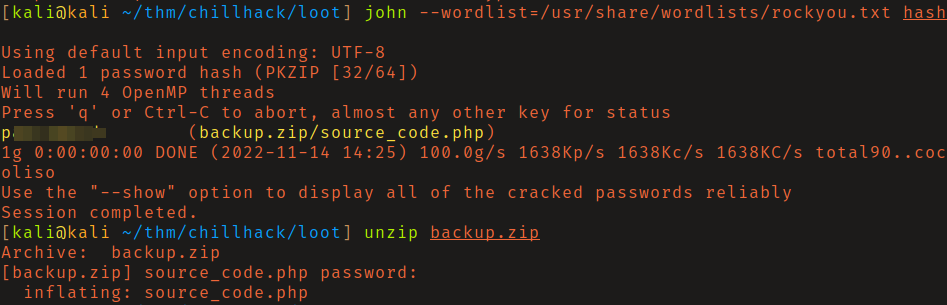 [kali@kali ~/thm/chillhack/loot] john --wordlist=/usr/share/wordlists/rockyou.txt hash
Using default input encoding: UTF-8
Loaded 1 password hash (PKZIP [32/64])
Will run 4 OpenMP threads
Press 'q' or Ctrl-C to abort, almost any other key for status
(backup.zip/source_code.php)
1g 0:00:00:00 DONE (2022-11-14 14:25) 100.0g/s 1638Kp/s 1638Kc/s 1638KC/s total90..coc
oliso
Use the "--show" option to display all of the cracked passwords reliably
Session completed.
[kali@kali ~/thm/chillhack/loot] unzip backup.zip
Archive:  backup.zip
[backup.zip] source_code.php password:
  inflating: source_code.php